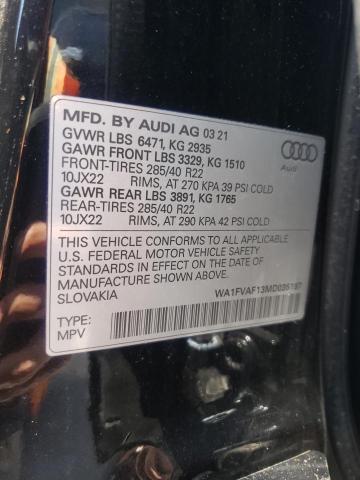 MFD. BY AUDI AG 03 21
GVWR LBS 6471, KG 2935
GAWR FRONT LBS 3329, KG 1510
FRONT-TIRES 285/40 R22
10JX22 RIMS, AT 270 KPA 39 PSI COLD
GAWR REAR LBS 3891, KG 1765
REAR-TIRES 285/40 R22
10JX22 RIMS, AT 290 KPA 42 PSI COLD
Audi
THIS VEHICLE CONFORMS TO ALL APPLICABLE
U.S. FEDERAL MOTOR VEHICLE SAFETY
STANDARDS IN EFFECT ON THE DATE OF
MANUFACTURE SHOWN ABOVE.
SLOVAKIA
TYPE:
MPV